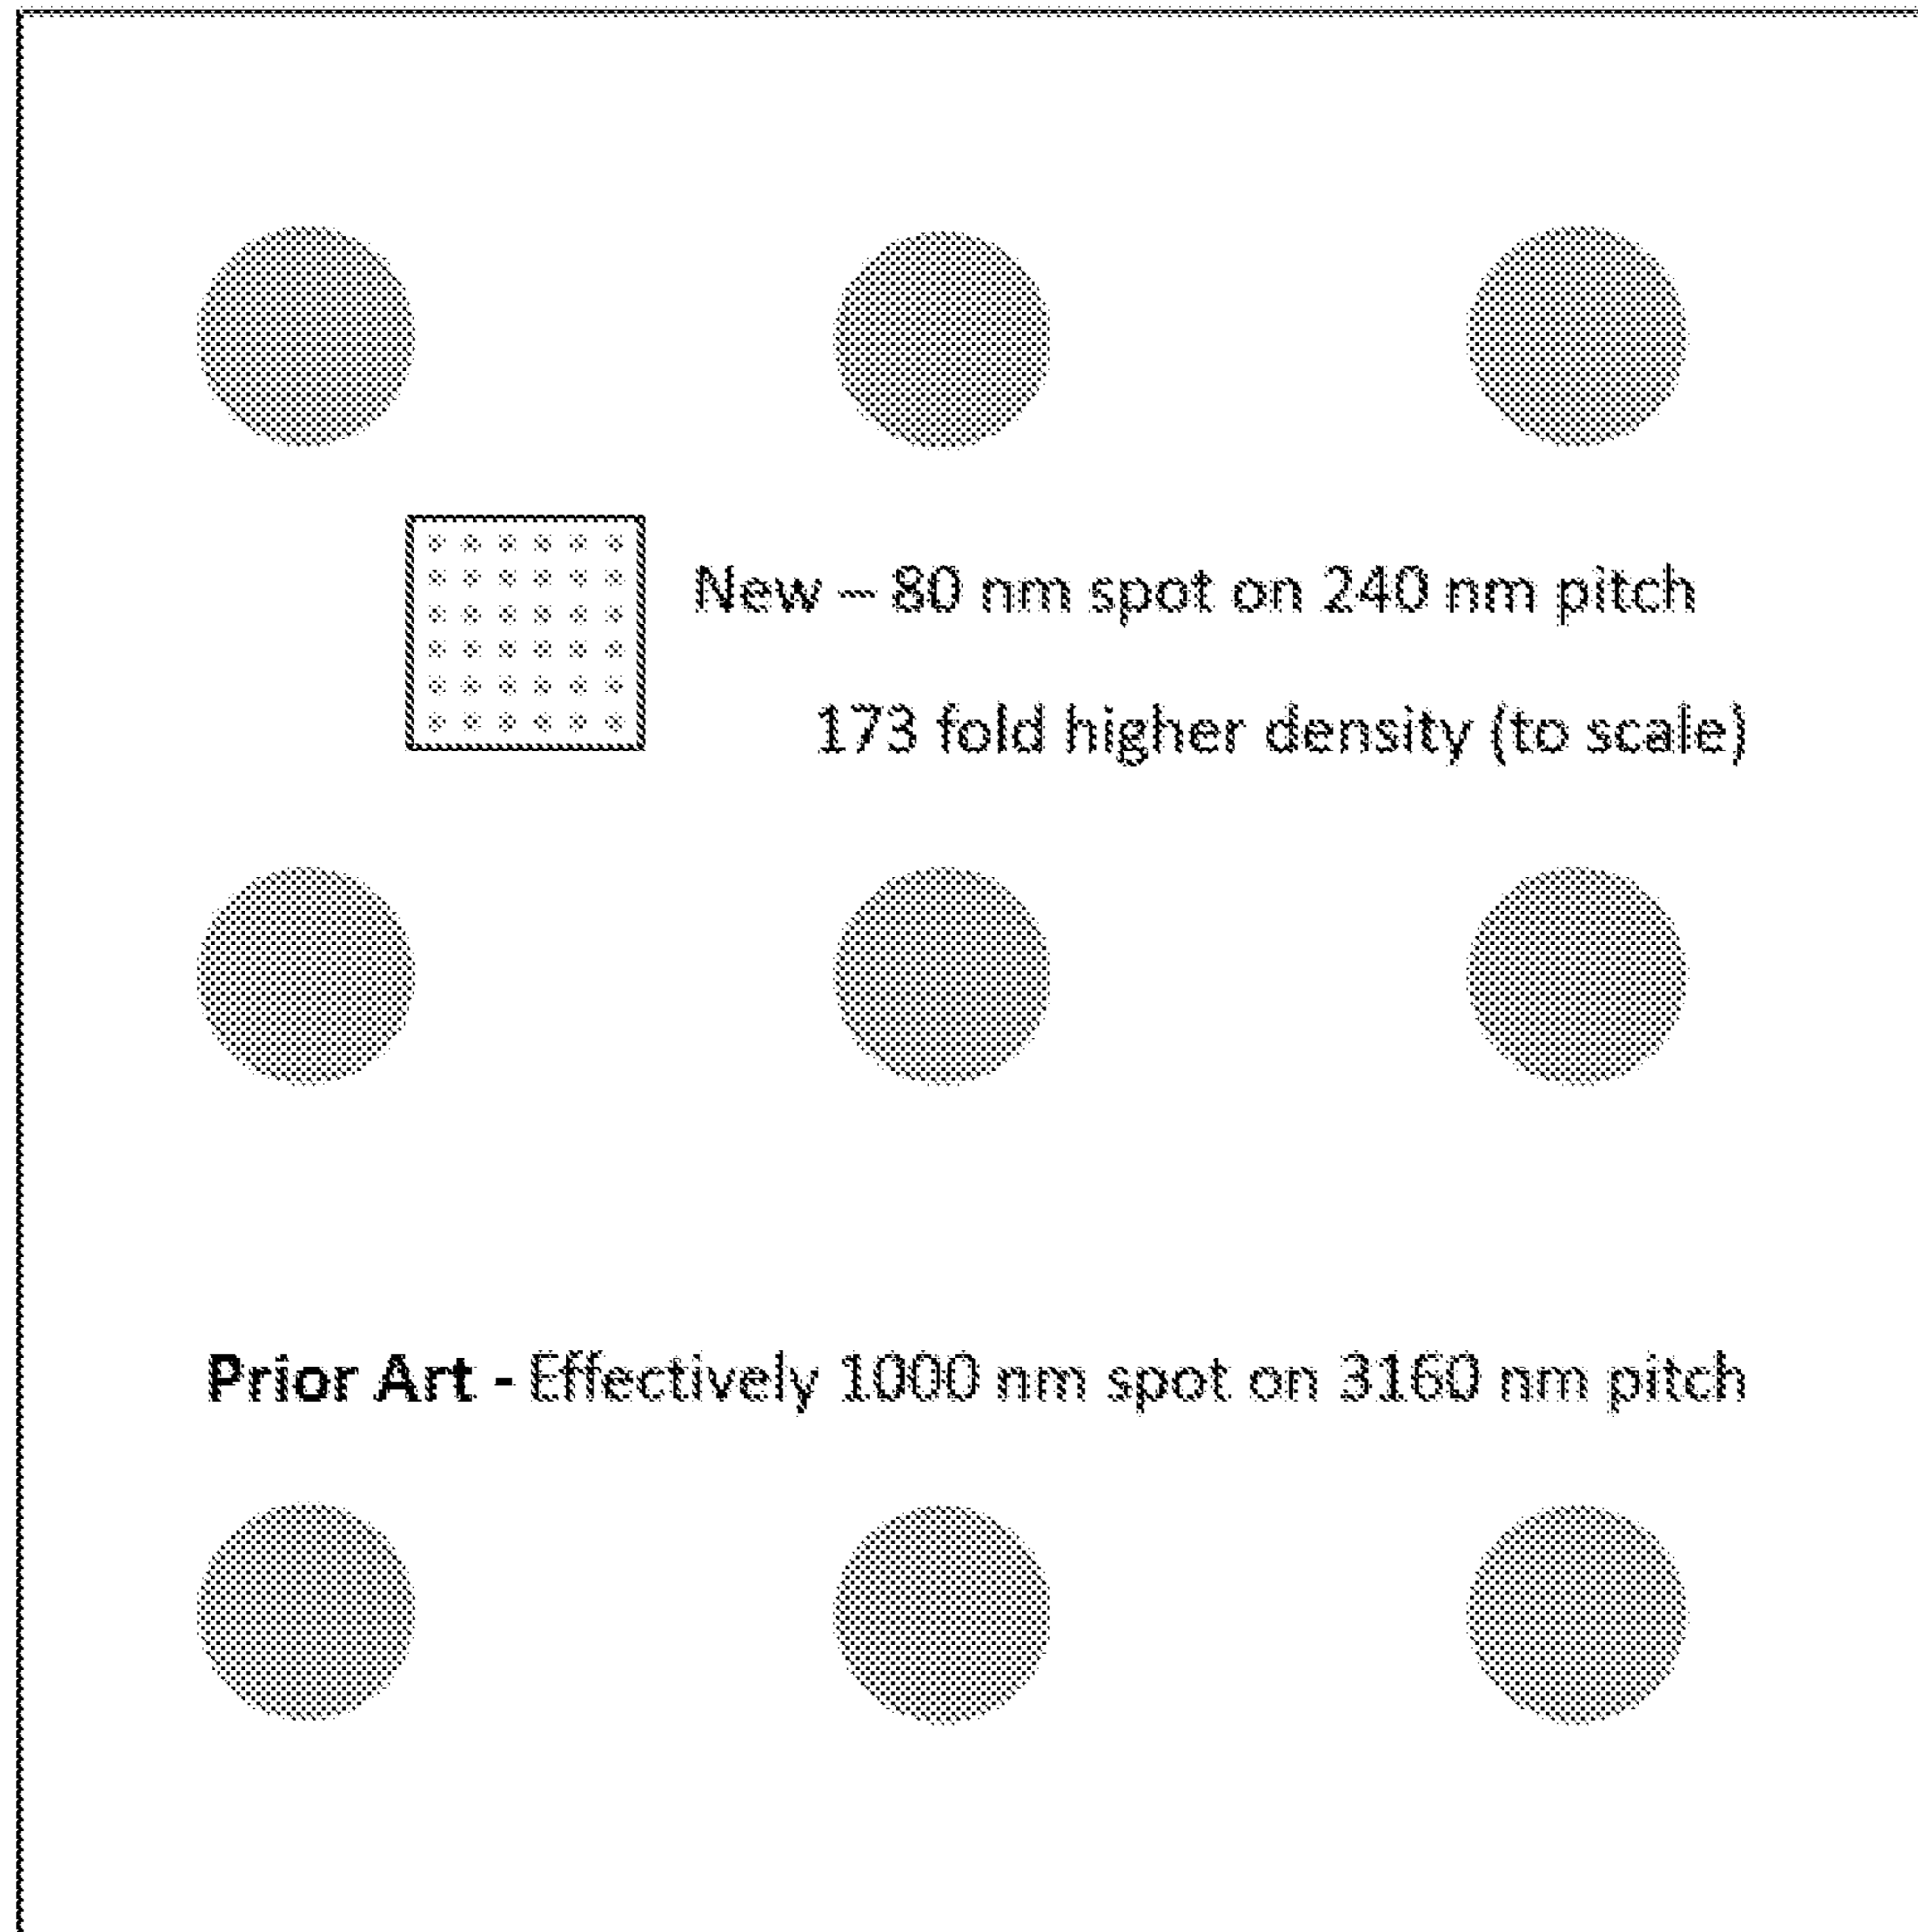 New – 80 nm spot on 240 nm pitch
173 fold higher density (to scale)
Prior Art - Effectively 1000 nm spot on 3160 nm pitch